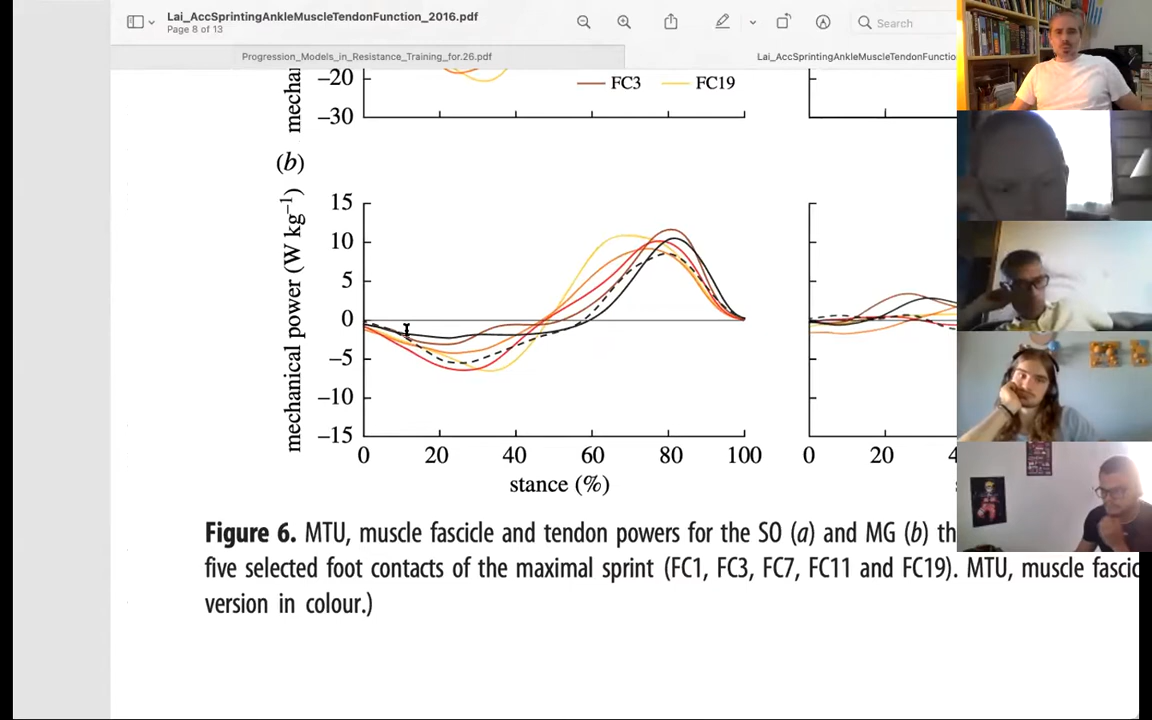 Lai_AccSprintingAnkleMuscleTendonFunction_2016.pdf
Page 8 of 13
Search
Progression_Models_in_Resistance_Training_for.26.pdf
Lai_AccSprintingAnkleMuscleTendonFunctio
–20
–30
mechan
FC3
FC19
(b)
mechanical power (W kg–1)
15
10
5
0
–5
–10
–15
0 20 40 60 80 100
stance (%)
0 20 4
Figure 6. MTU, muscle fascicle and tendon powers for the SO (a) and MG (b) th
five selected foot contacts of the maximal sprint (FC1, FC3, FC7, FC11 and FC19). MTU, muscle fascic
version in colour.)